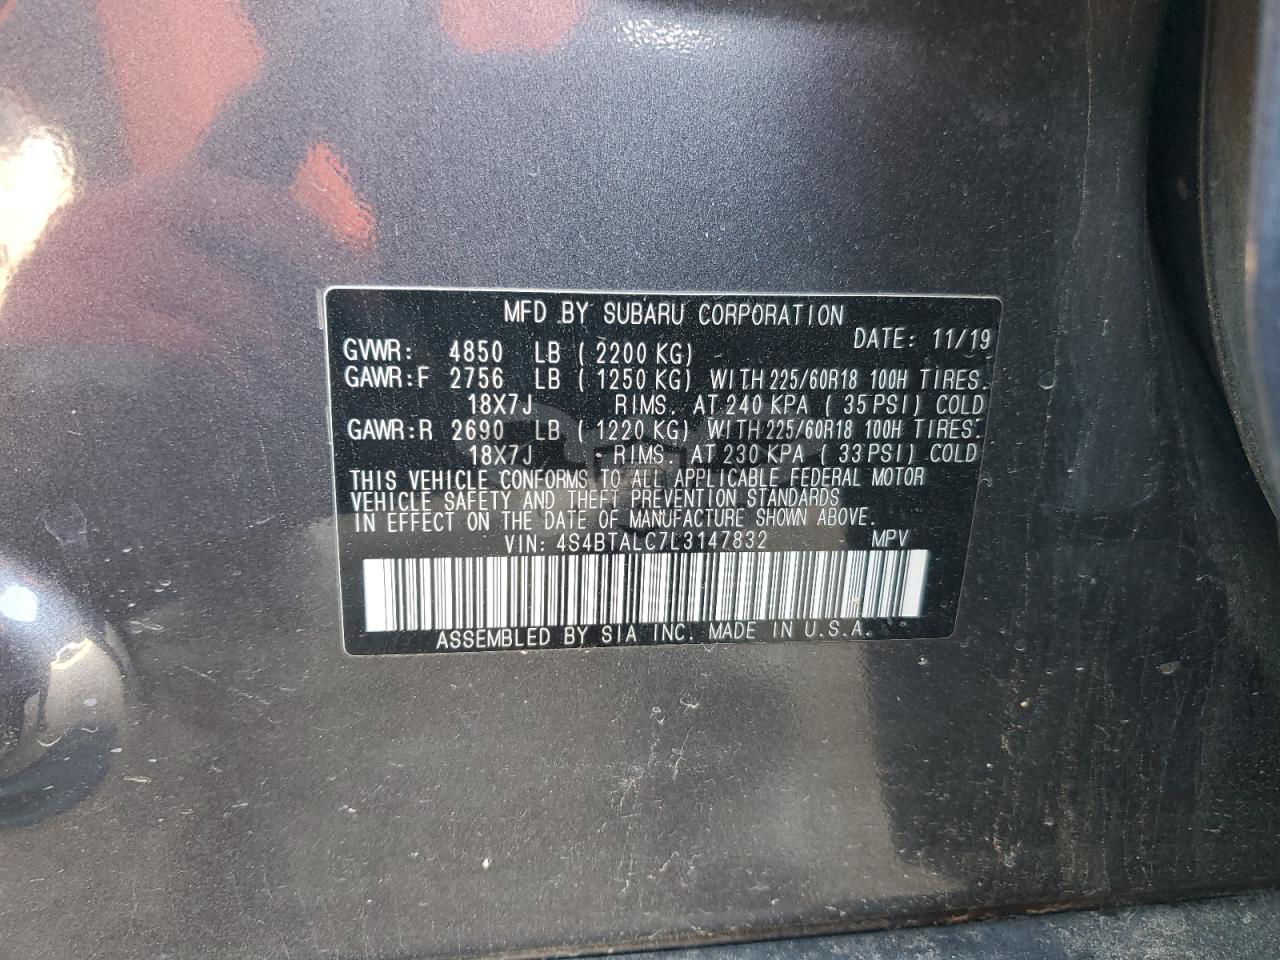 MFD BY SUBARU CORPORATION
DATE: 11/19
GVWR: 4850 LB ( 2200 KG)
GAWR:F 2756 LB ( 1250 KG) WITH 225/60R18 100H TIRES.
18X7J RIMS. AT 240 KPA ( 35 PSI) COLD
GAWR:R 2690 LB ( 1220 KG) WITH 225/60R18 100H TIRES.
18X7J RIMS. AT 230 KPA ( 33 PSI) COLD
THIS VEHICLE CONFORMS TO ALL APPLICABLE FEDERAL MOTOR
VEHICLE SAFETY AND THEFT PREVENTION STANDARDS
IN EFFECT ON THE DATE OF MANUFACTURE SHOWN ABOVE.
VIN: 4S4BTALC7L3147832 MPV
ASSEMBLED BY SIA INC. MADE IN U.S.A.